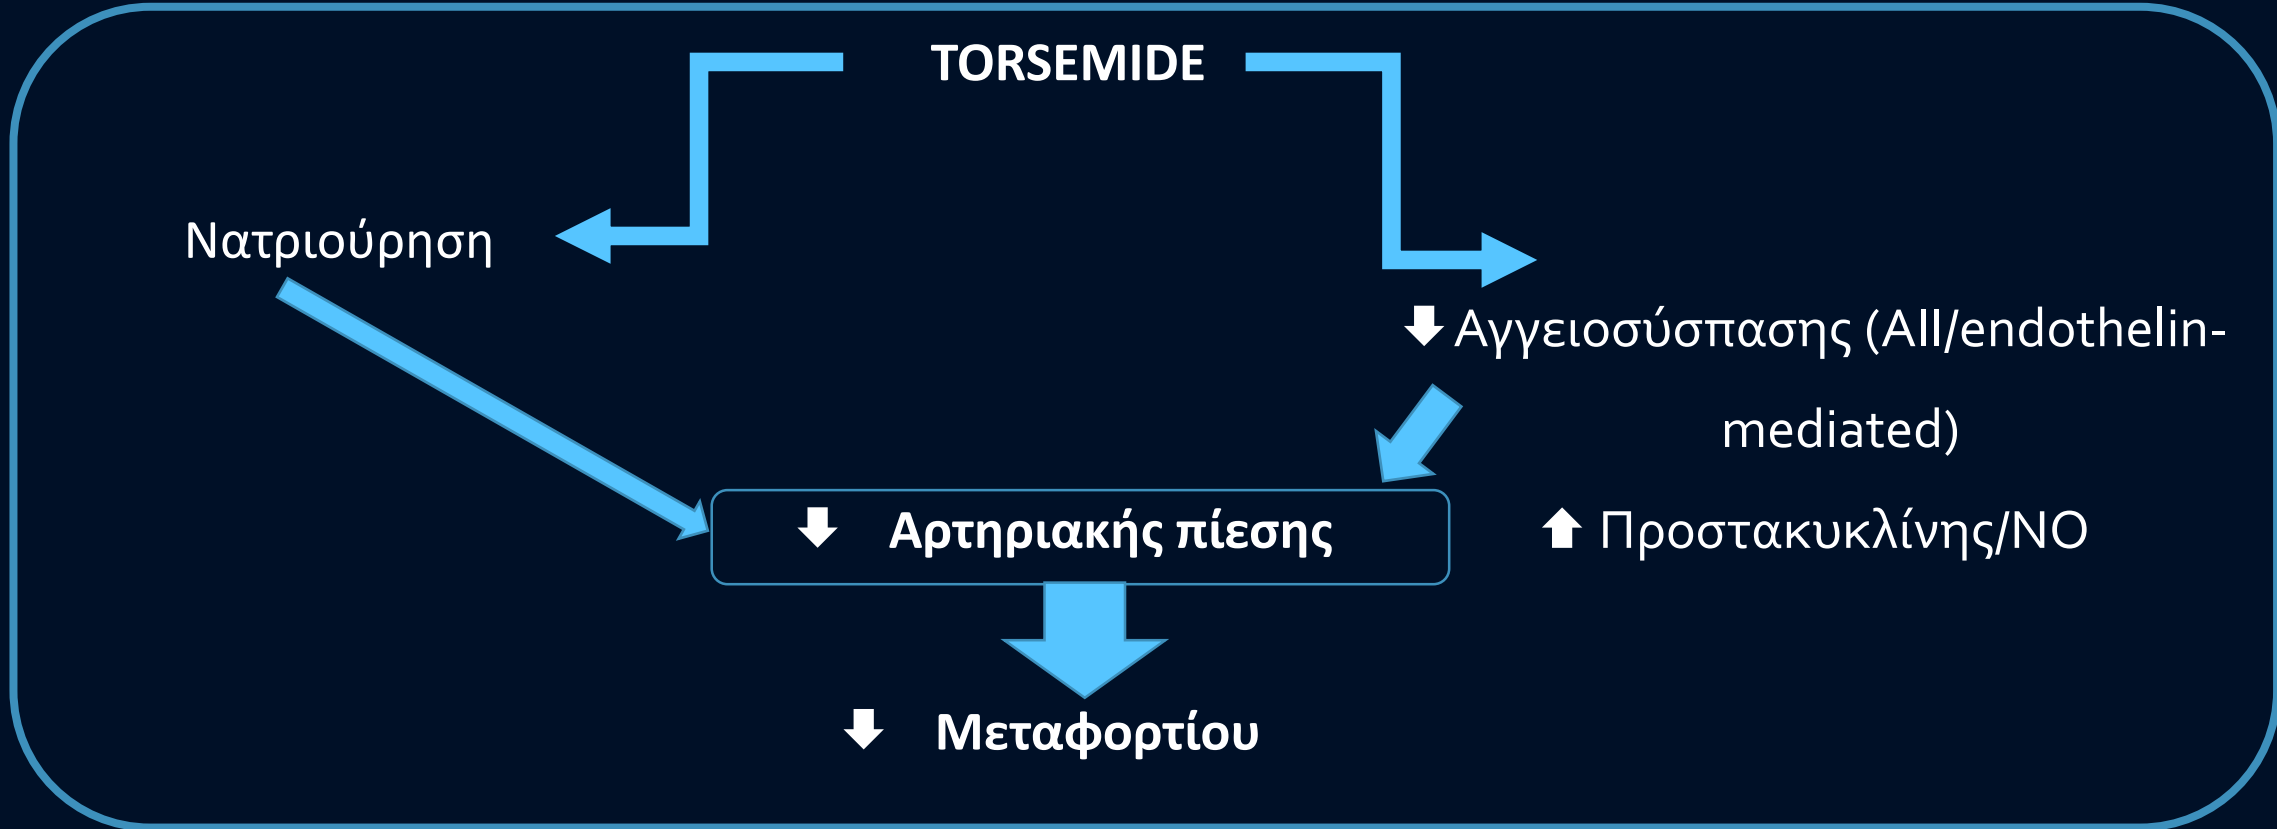 TORSEMIDE
Νατριούρηση
Αγγειοσύσπασης (AII/endothelin-
mediated)
Αρτηριακής πίεσης
Προστακυκλίνης/NO
Μεταφορτίου